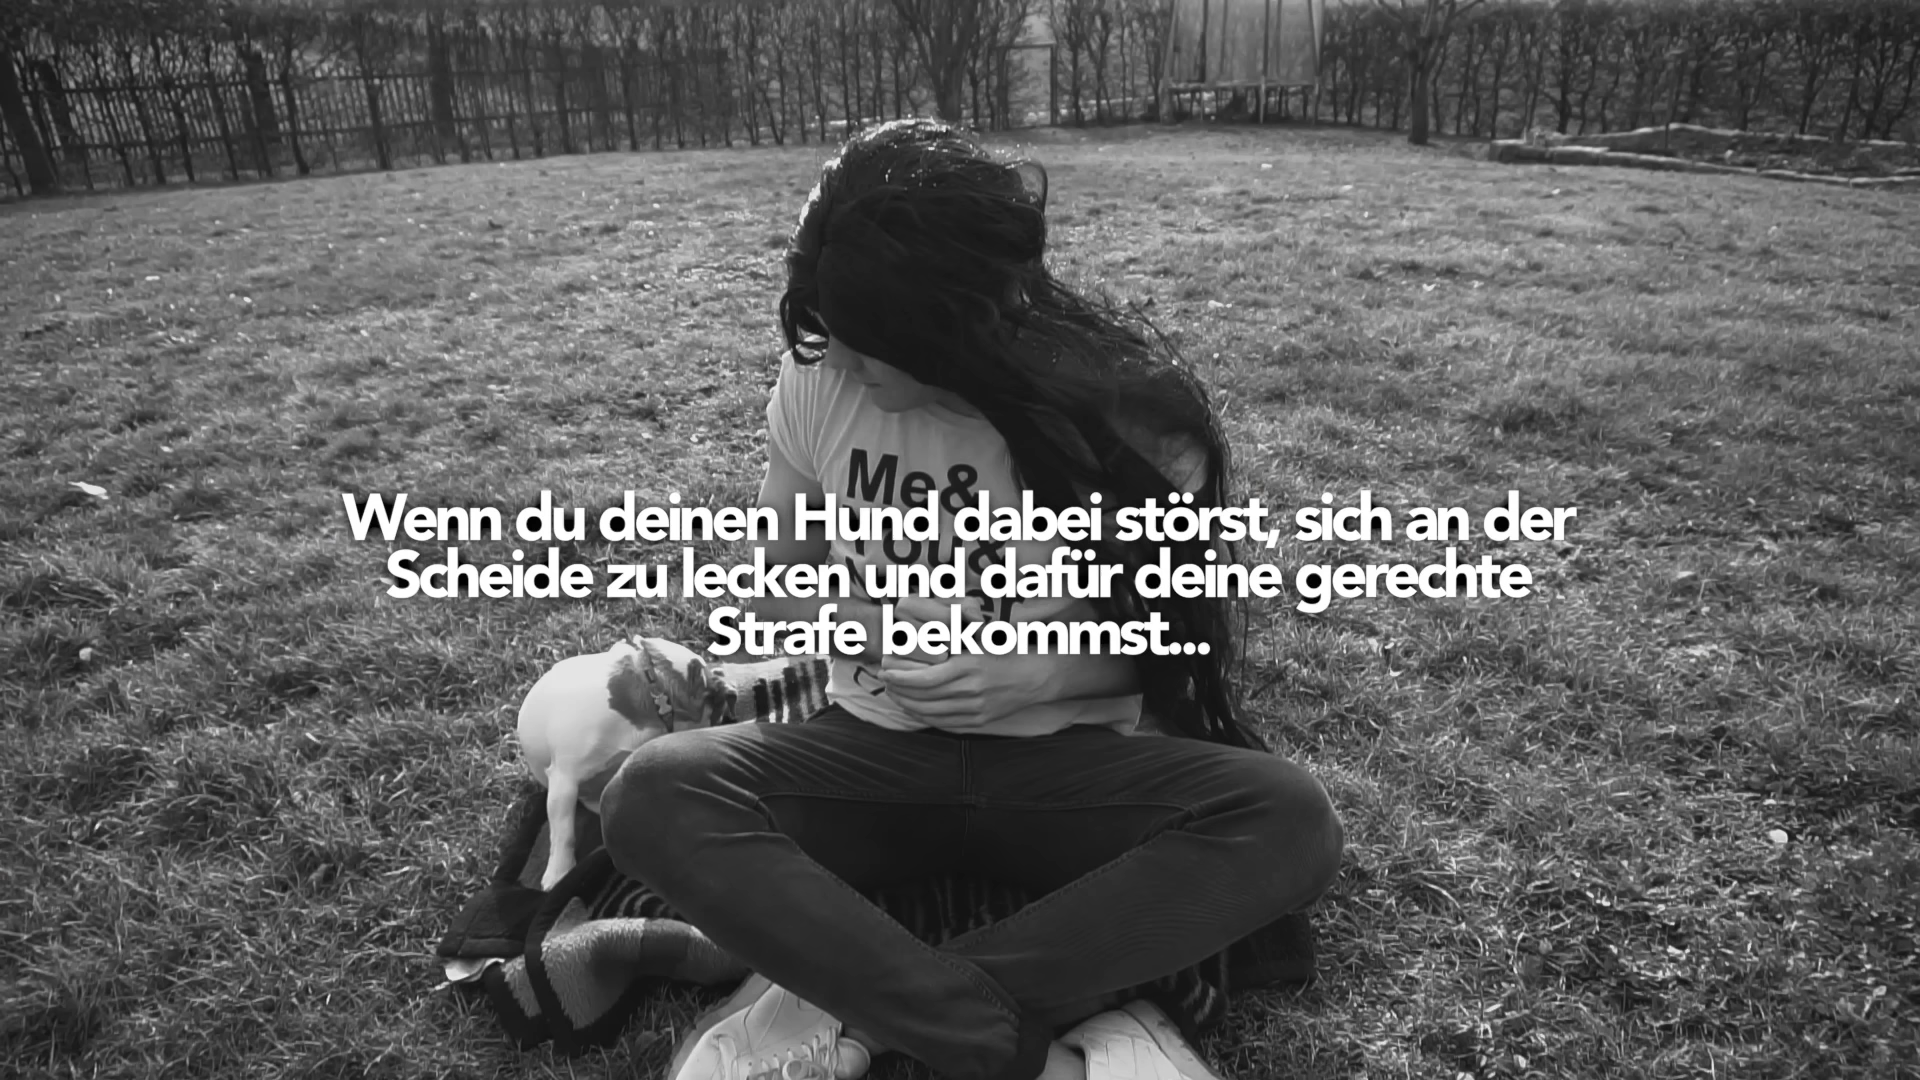 Me&
You&
Wenn du deinen Hund dabei störst, sich an der
Scheide zu lecken und dafür deine gerechte
Strafe bekommst...